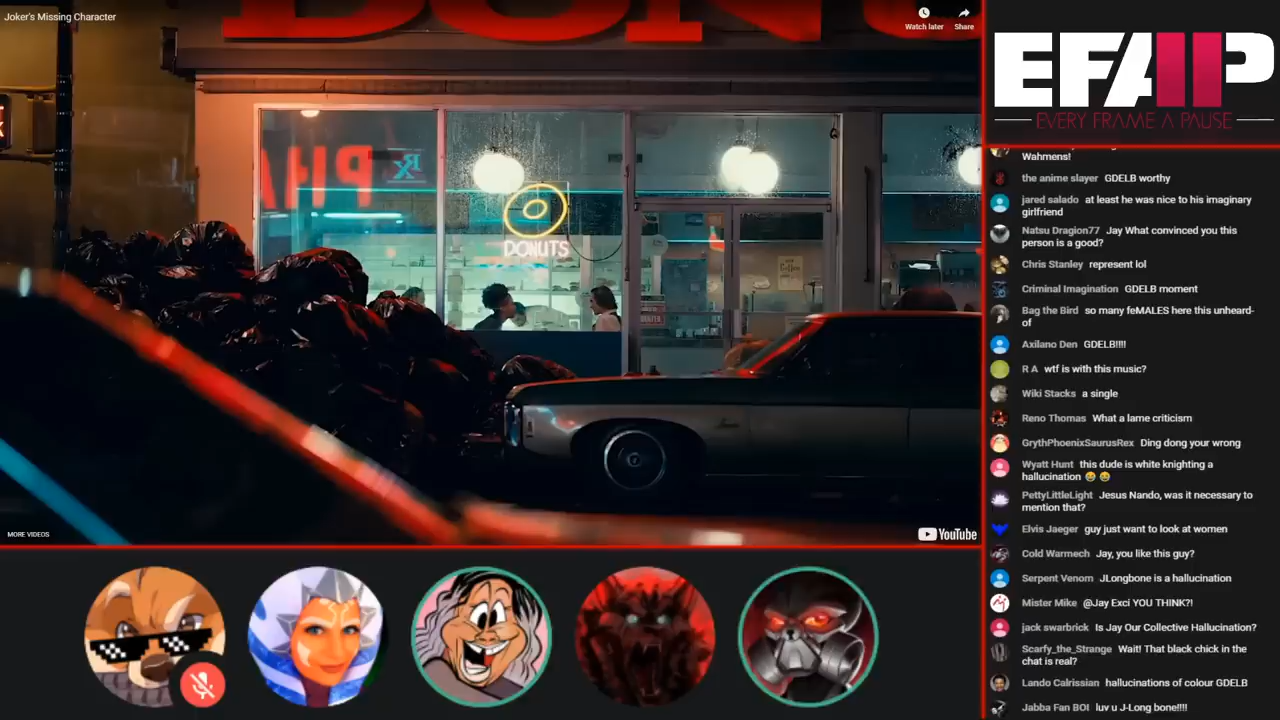 Joker's Missing Character
Watch later
Share
DONUTS
MORE VIDEOS
YouTube
EFAP
EVERY FRAME A PAUSE
Wahmens!
the anime slayer GDELB worthy
jared salado at least he was nice to his imaginary
girlfriend
Natsu Dragion77 Jay What convinced you this
person is a good?
Chris Stanley represent lol
Criminal Imagination GDELB moment
Bag the Bird so many feMALES here this unheard-
of
Axilano Den GDELB!!!!
R A wtf is with this music?
Wiki Stacks a single
Reno Thomas What a lame criticism
GrythPhoenixSaurusRex Ding dong your wrong
Wyatt Hunt this dude is white knighting a
hallucination 😂 😂
PettyLittleLight Jesus Nando, was it necessary to
mention that?
Elvis Jaeger guy just want to look at women
Cold Warmech Jay, you like this guy?
Serpent Venom JLongbone is a hallucination
Mister Mike @Jay Exci YOU THINK?!
jack swarbrick Is Jay Our Collective Hallucination?
Scarfy_the_Strange Wait! That black chick in the
chat is real?
Lando Calrissian hallucinations of colour GDELB
Jabba Fan BOI luv u J-Long bone!!!!